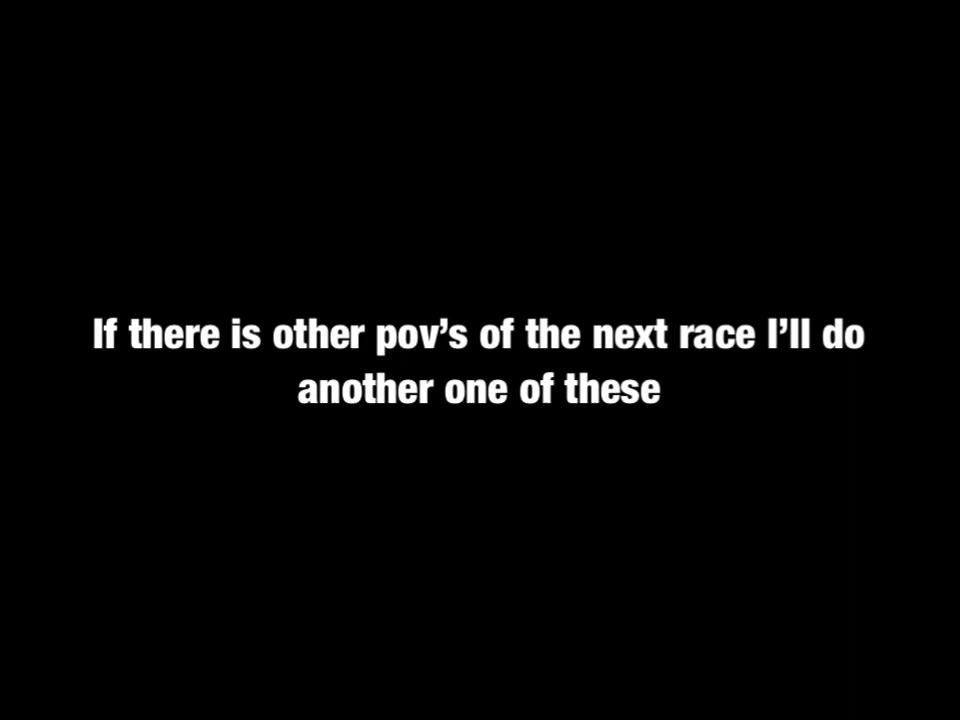 If there is other pov’s of the next race I’ll do
another one of these